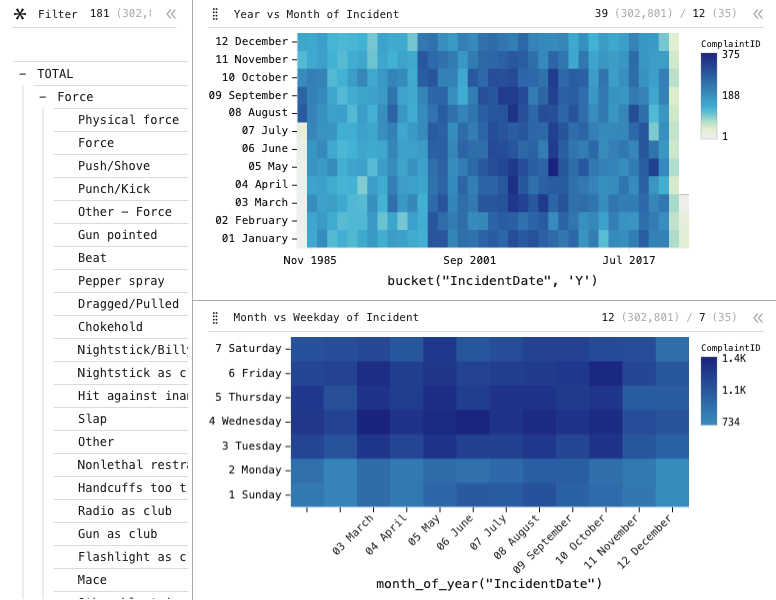 Filter 181 (302,
TOTAL
Force
Physical force
Force
Push/Shove
Punch/Kick
Other – Force
Gun pointed
Beat
Pepper spray
Dragged/Pulled
Chokehold
Nightstick/Bill
Nightstick as c
Hit against
Slap
Other
Nonlethal restr
Handcuffs too t
Radio as club
Gun as club
Flashlight as c
Mace
Year vs Month of Incident 39 (302,801) / 12 (35)
12 December
11 November
10 October
09 September
08 August
07 July
06 June
05 May
04 April
03 March
02 February
01 January
Nov 1985 Sep 2001 Jul 2017
bucket("IncidentDate", 'Y')
ComplaintID
375
188
1
Month vs Weekday of Incident 12 (302,801) / 7 (35)
7 Saturday
6 Friday
5 Thursday
4 Wednesday
3 Tuesday
2 Monday
1 Sunday
03 March
04 April
05 May
06 June
07 July
08 August
09 September
10 October
11 November
12 December
month_of_year("IncidentDate")
ComplaintID
1.4K
1.1K
734